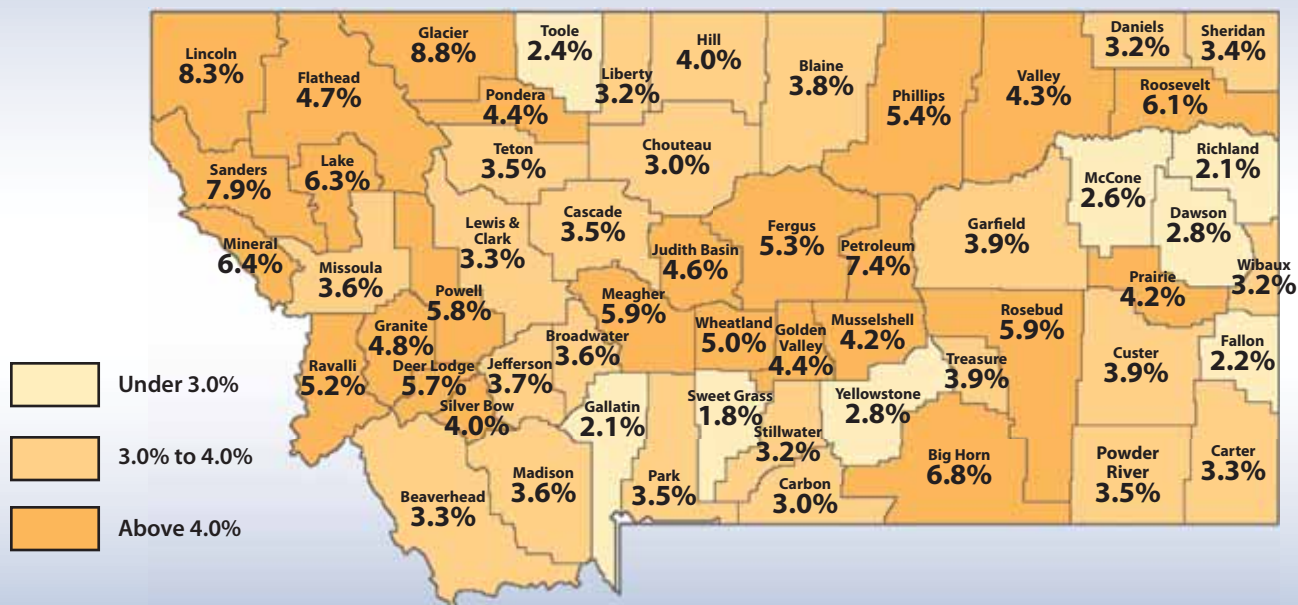 Lincoln
8.3%
Flathead
4.7%
Glacier
8.8%
Toole
2.4%
Liberty
3.2%
Hill
4.0%
Blaine
3.8%
Phillips
5.4%
Valley
4.3%
Daniels
3.2%
Sheridan
3.4%
Roosevelt
6.1%
Pondera
4.4%
Teton
3.5%
Chouteau
3.0%
Richland
2.1%
McCone
2.6%
Dawson
2.8%
Sanders
7.9%
Lake
6.3%
Mineral
6.4%
Missoula
3.6%
Lewis &
Clark
3.3%
Cascade
3.5%
Judith Basin
4.6%
Fergus
5.3%
Petroleum
7.4%
Garfield
3.9%
Prairie
4.2%
Wibaux
3.2%
Powell
5.8%
Granite
4.8%
Ravalli
5.2%
Deer Lodge
5.7%
Silver Bow
4.0%
Jefferson
3.7%
Broadwater
3.6%
Meagher
5.9%
Wheatland
5.0%
Golden
Valley
4.4%
Musselshell
4.2%
Rosebud
5.9%
Treasure
3.9%
Custer
3.9%
Fallon
2.2%
Gallatin
2.1%
Sweet Grass
1.8%
Stillwater
3.2%
Yellowstone
2.8%
Beaverhead
3.3%
Madison
3.6%
Park
3.5%
Carbon
3.0%
Big Horn
6.8%
Powder
River
3.5%
Carter
3.3%
Under 3.0%
3.0% to 4.0%
Above 4.0%